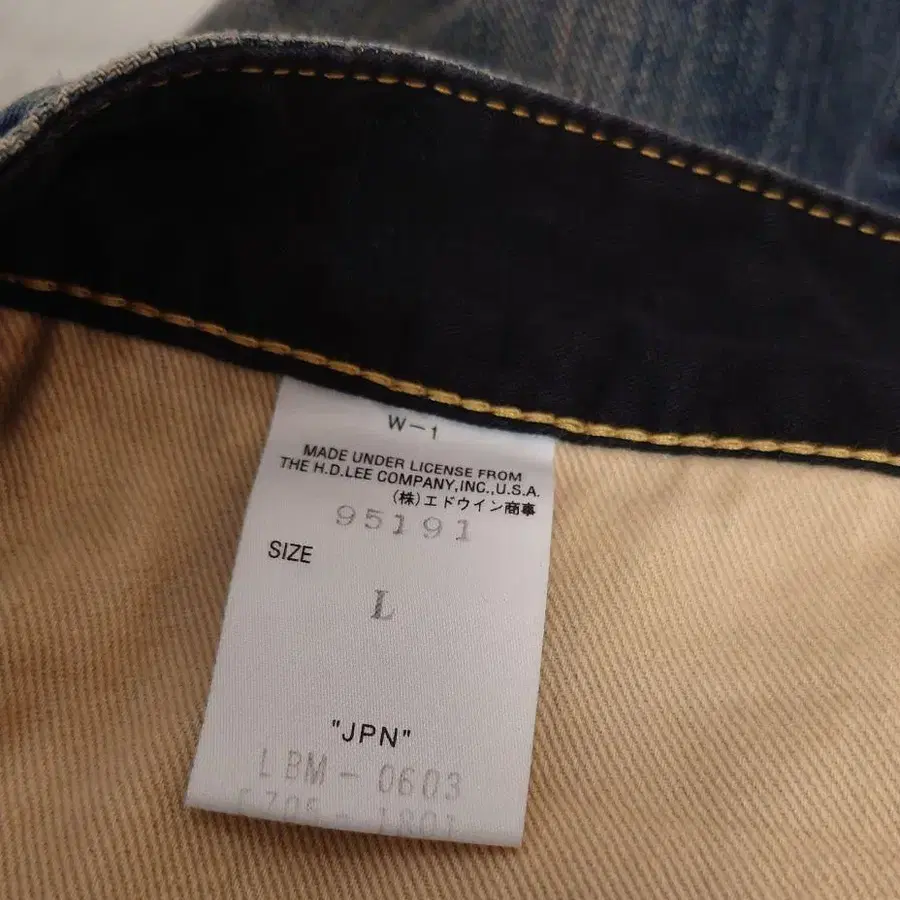 W-1
MADE UNDER LICENSE FROM
THE H.D.LEE COMPANY,INC.,U.S.A.
(株)エドウイン商事
95191
SIZE
L
"JPN"
LBM-0603